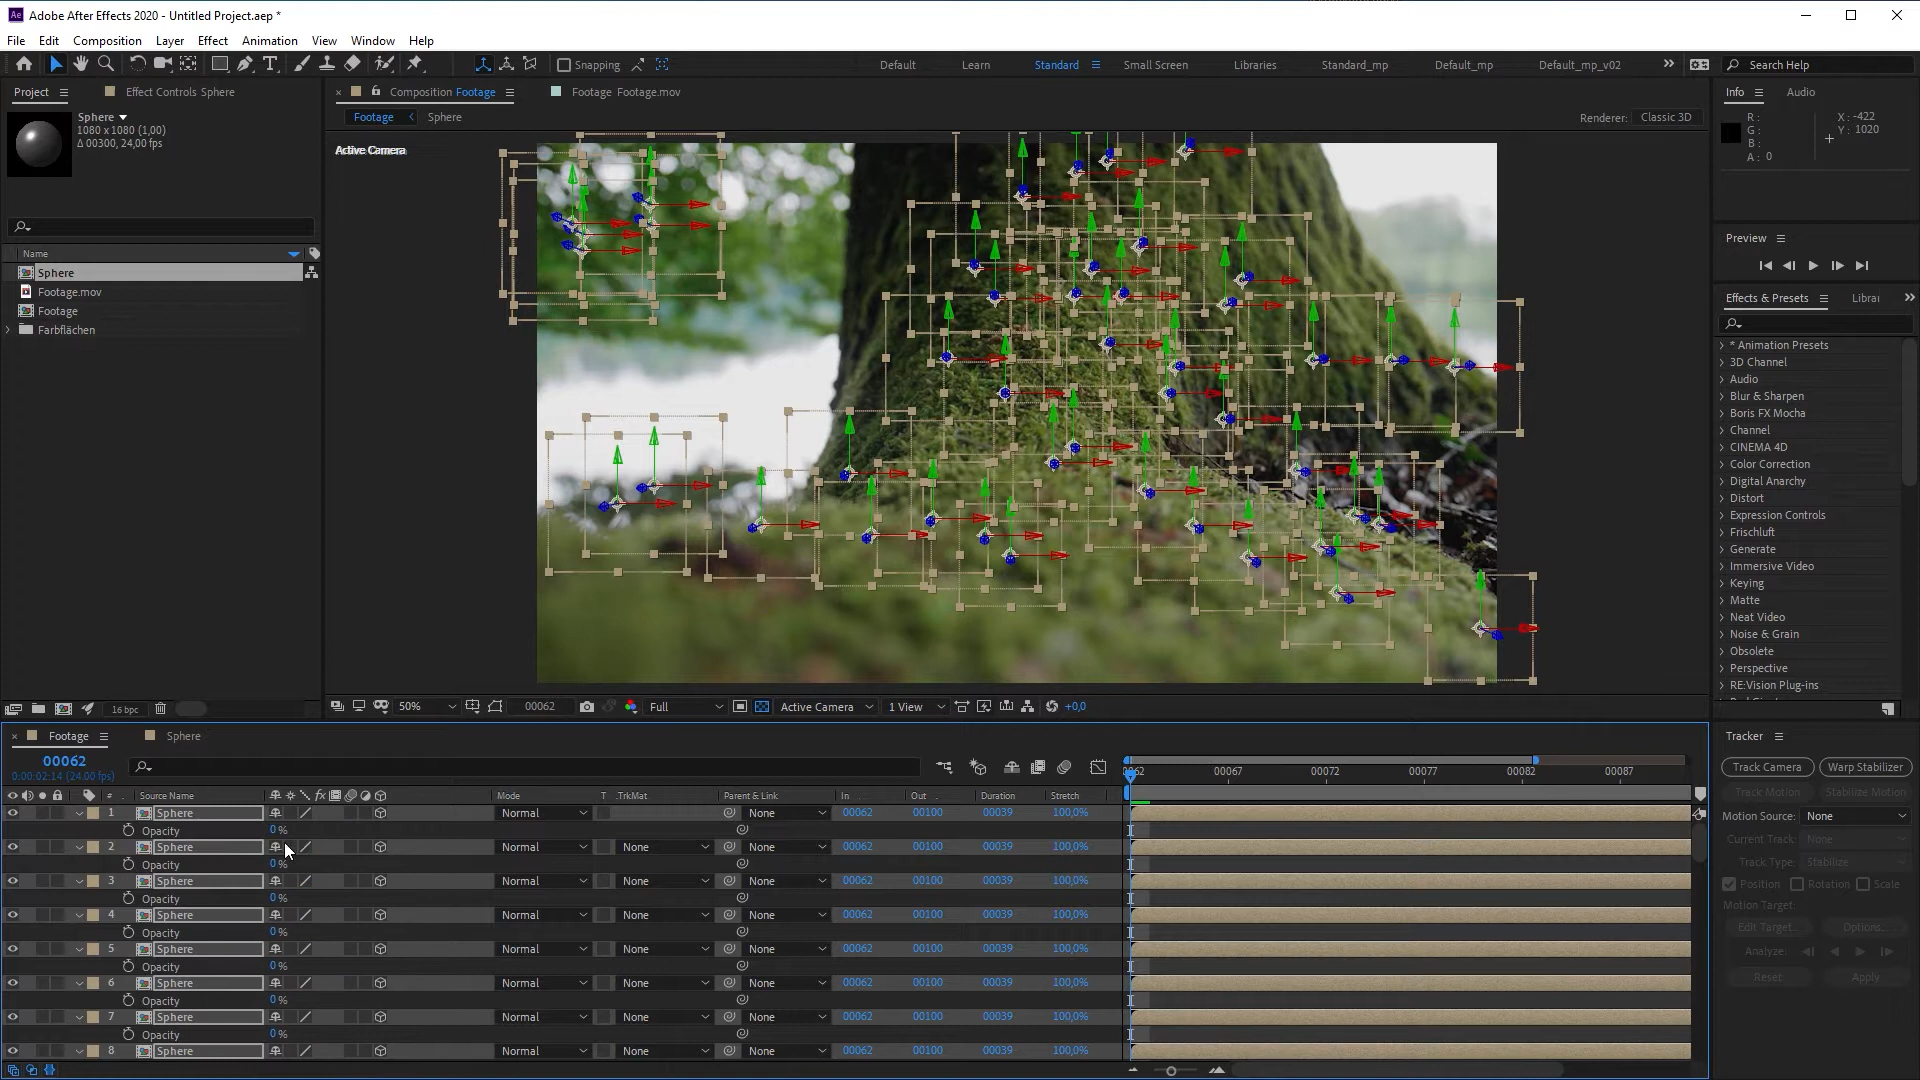 Adobe After Effects 2020 - Untitled Project.aep *
File Edit Composition Layer Effect Animation View Window Help
Snapping
Default Learn Standard Small Screen Libraries Standard_mp Default_mp Default_mp_v02
Search Help
Project Effect Controls Sphere
Composition Footage
Footage Footage.mov
Info Audio
Sphere
1080 x 1080 (1,00)
Δ 00300, 24,00 fps
Footage Sphere
Renderer: Classic 3D
R:
G:
B:
A: 0
X: -422
Y: 1020
Active Camera
Name
Sphere
Footage.mov
Footage
Farbflächen
Preview
Effects & Presets Librai
* Animation Presets
3D Channel
Audio
Blur & Sharpen
Boris FX Mocha
Channel
CINEMA 4D
Color Correction
Digital Anarchy
Distort
Expression Controls
Frischluft
Generate
Immersive Video
Keying
Matte
Neat Video
Noise & Grain
Obsolete
Perspective
RE:Vision Plug-ins
16 bpc
50% 00062 Full Active Camera 1 View +0,0
Footage Sphere
00062
0:00:02:14 (24.00 fps)
0062 00067 00072 00077 00082 00087
# Source Name Mode T .TrkMat Parent & Link In Out Duration Stretch
1 Sphere Normal None 00062 00100 00039 100,0%
Opacity 0 %
2 Sphere Normal None None 00062 00100 00039 100,0%
Opacity 0 %
3 Sphere Normal None None 00062 00100 00039 100,0%
Opacity 0 %
4 Sphere Normal None None 00062 00100 00039 100,0%
Opacity 0 %
5 Sphere Normal None None 00062 00100 00039 100,0%
Opacity 0 %
6 Sphere Normal None None 00062 00100 00039 100,0%
Opacity 0 %
7 Sphere Normal None None 00062 00100 00039 100,0%
Opacity 0 %
8 Sphere Normal None None 00062 00100 00039 100,0%
Tracker
Track Camera Warp Stabilizer
Track Motion Stabilize Motion
Motion Source: None
Current Track: None
Track Type: Stabilize
Position Rotation Scale
Motion Target:
Edit Target... Options...
Analyze:
Reset Apply